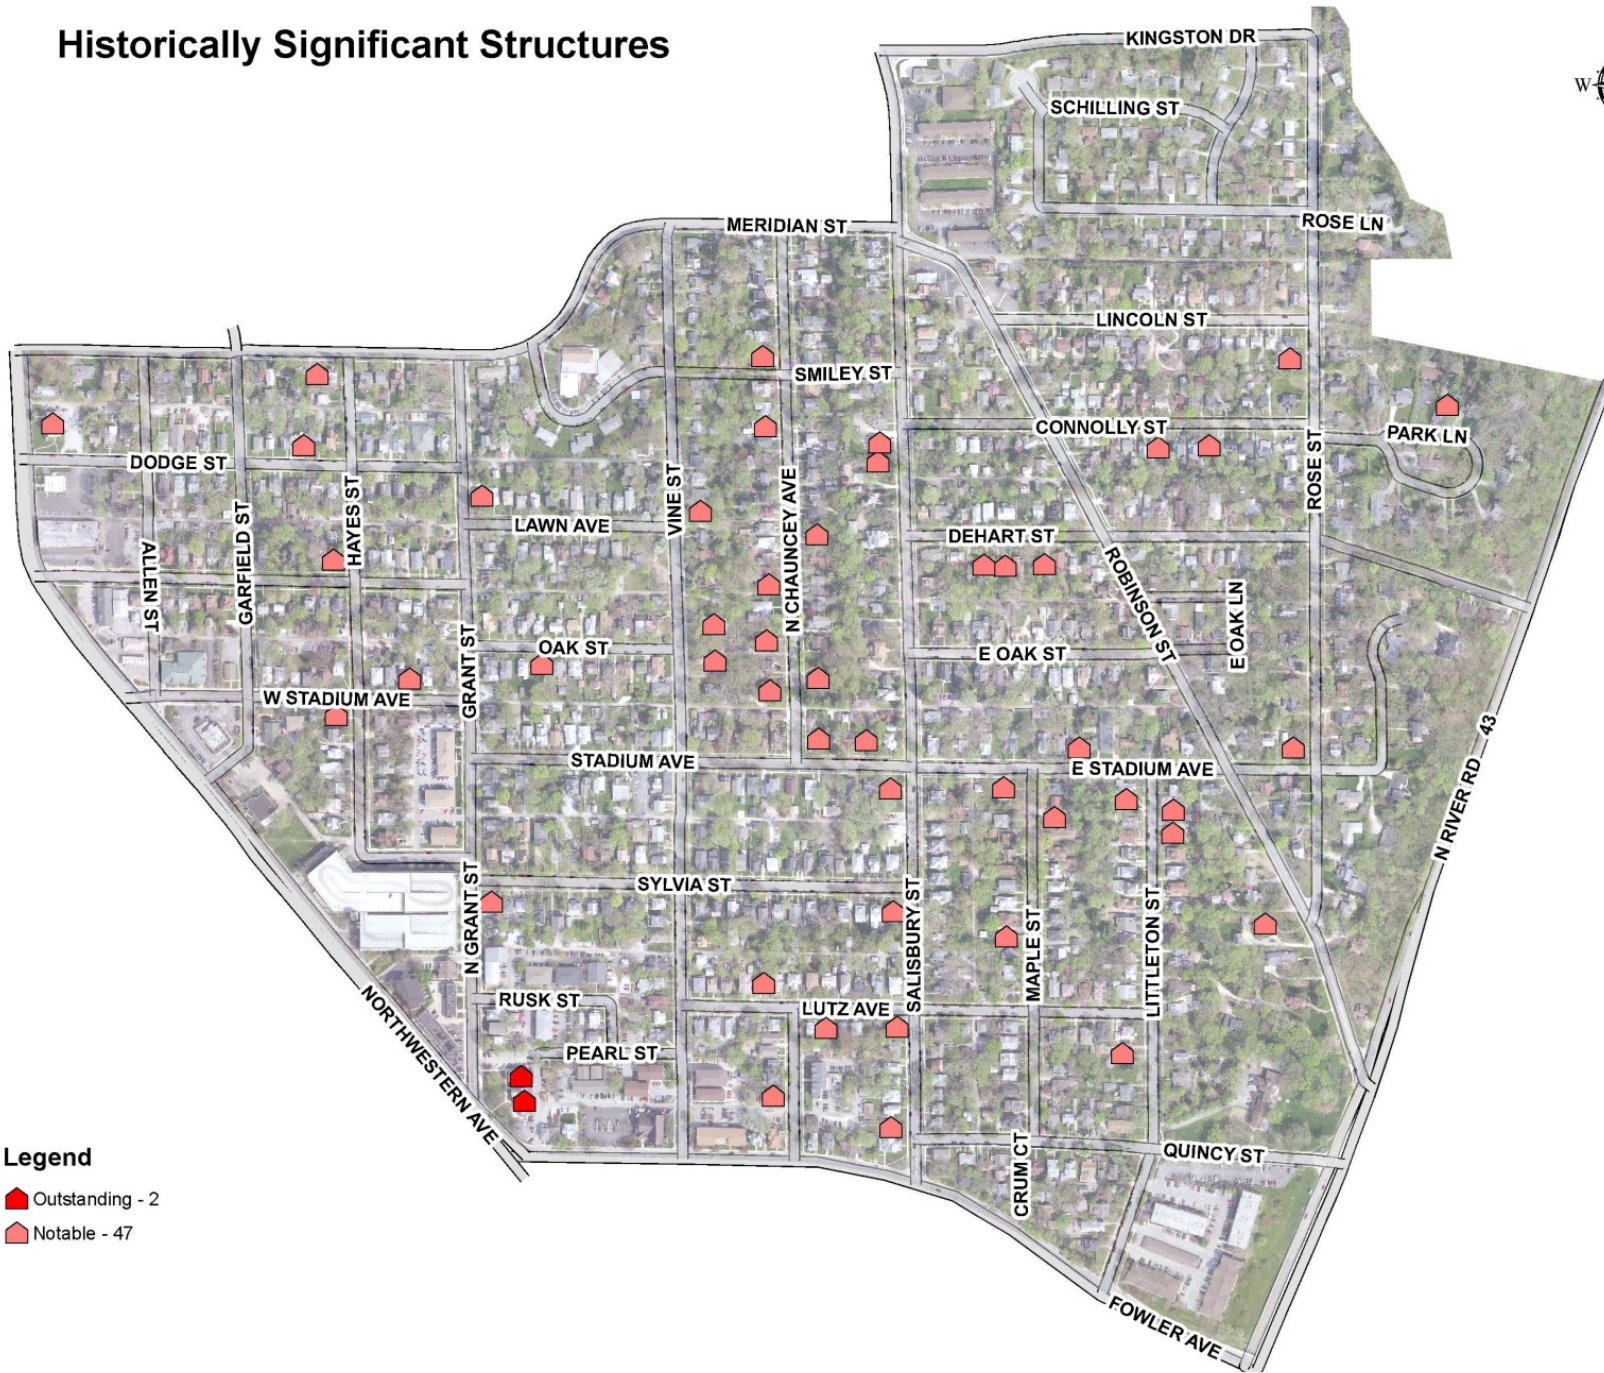 Historically Significant Structures
KINGSTON DR
W
SCHILLING ST
ROSE LN
MERIDIAN ST
LINCOLN ST
SMILEY ST
CONNOLLY ST
PARK LN
DODGE ST
HAYES ST
VINE ST
N CHAUNCEY AVE
ROSE ST
LAWN AVE
GARFIELD ST
ALLEN ST
DEHART ST
ROBINSON ST
E OAK LN
GRANT ST
OAK ST
E OAK ST
W STADIUM AVE
STADIUM AVE
E STADIUM AVE
N RIVER RD 43
SYLVIA ST
N GRANT ST
SALISBURY ST
MAPLE ST
LITTLETON ST
NORTHWESTERN AVE
RUSK ST
LUTZ AVE
PEARL ST
CRUM CT
QUINCY ST
FOWLER AVE
Legend
Outstanding - 2
Notable - 47